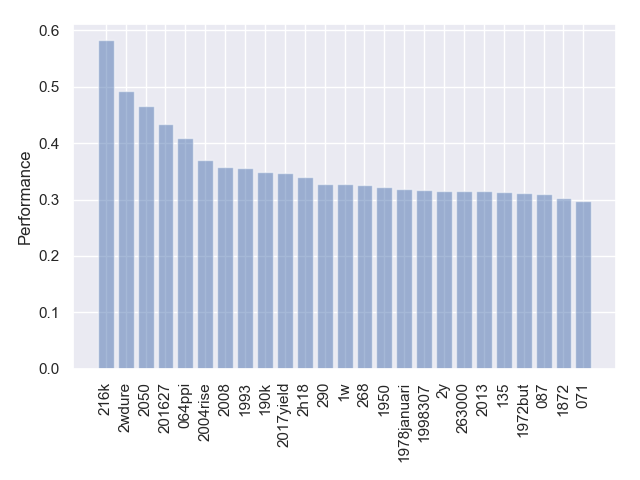 Performance
0.6
0.5
0.4
0.3
0.2
0.1
0.0
216k
2wdure
2050
201627
064ppi
2004rise
2008
1993
190k
2017yield
2h18
290
1w
268
1950
1978januari
1998307
2y
263000
2013
135
1972but
087
1872
071